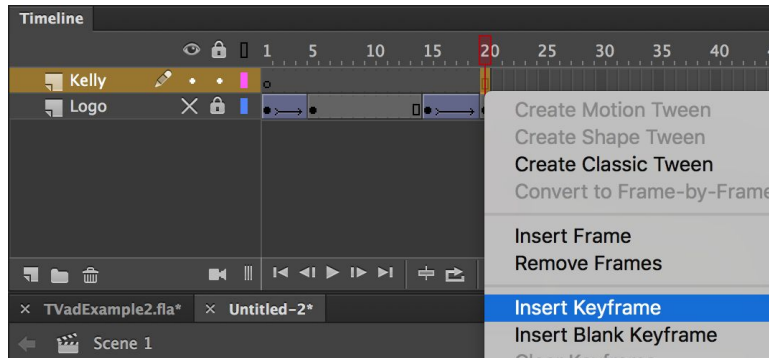 Timeline
1 5 10 15 20 25 30 35 40
Kelly
Logo
Create Motion Tween
Create Shape Tween
Create Classic Tween
Convert to Frame-by-Frame
Insert Frame
Remove Frames
Insert Keyframe
Insert Blank Keyframe
× TVadExample2.fla* × Untitled-2*
Scene 1